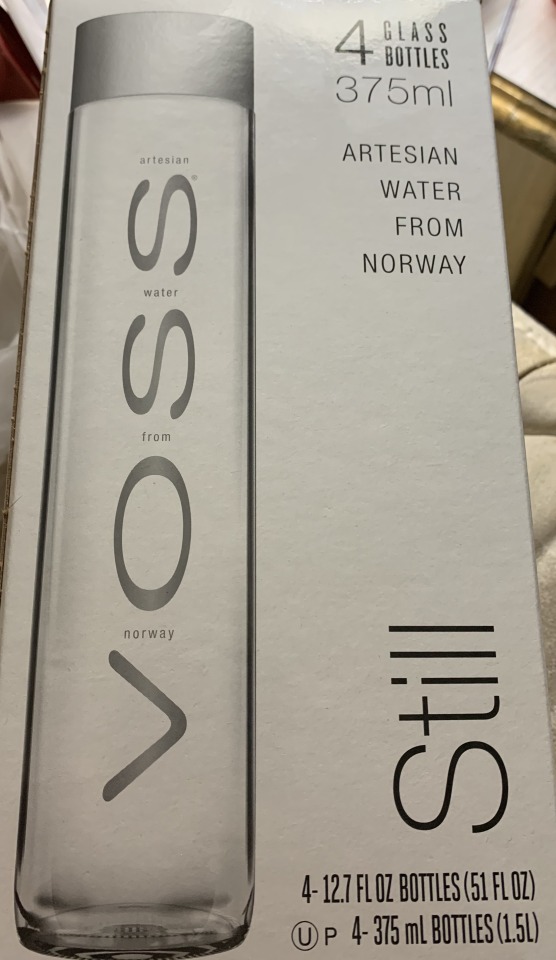 4 GLASS
BOTTLES
375ml
ARTESIAN
WATER
FROM
NORWAY
artesian
water
from
norway
VOSS®
Still
4- 12.7 FL OZ BOTTLES (51 FL OZ)
Ⓤ P 4- 375 mL BOTTLES (1.5L)